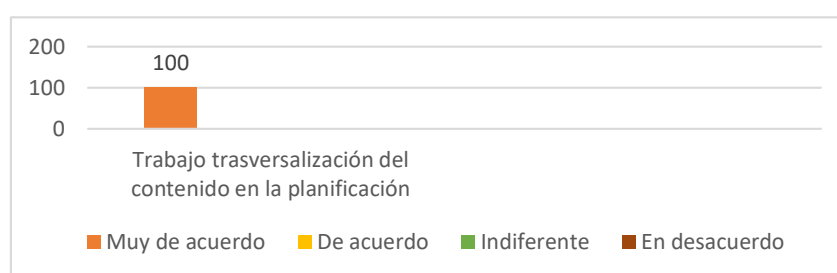 200
100
100
0
Trabajo trasversalización del
contenido en la planificación
Muy de acuerdo De acuerdo Indiferente En desacuerdo